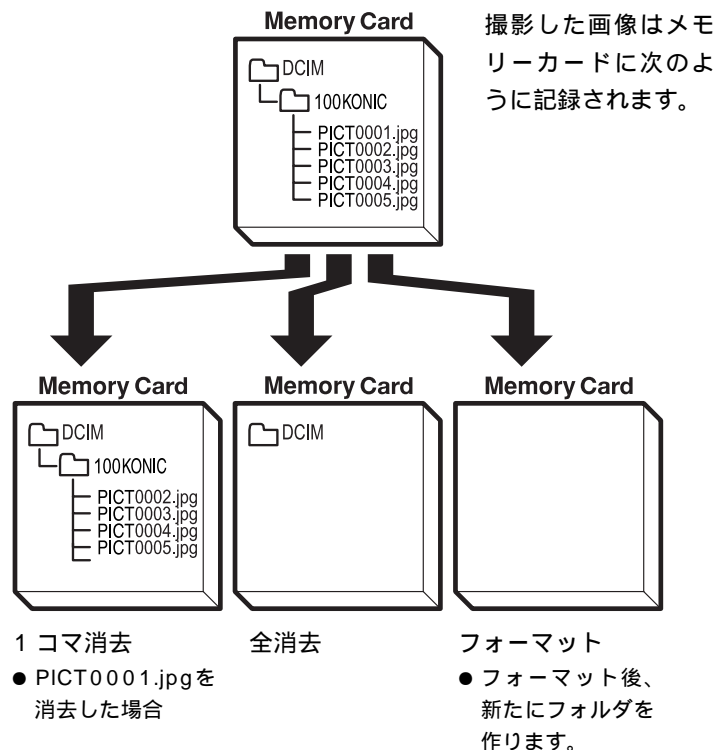 Memory Card
撮影した画像はメモ
リーカードに次のよ
うに記録されます。
DCIM
100KONIC
PICT0001.jpg
PICT0002.jpg
PICT0003.jpg
PICT0004.jpg
PICT0005.jpg
Memory Card
DCIM
100KONIC
PICT0002.jpg
PICT0003.jpg
PICT0004.jpg
PICT0005.jpg
1 コマ消去
● PICT0001.jpgを
消去した場合
Memory Card
DCIM
全消去
Memory Card
フォーマット
● フォーマット後、
新たにフォルダを
作ります。